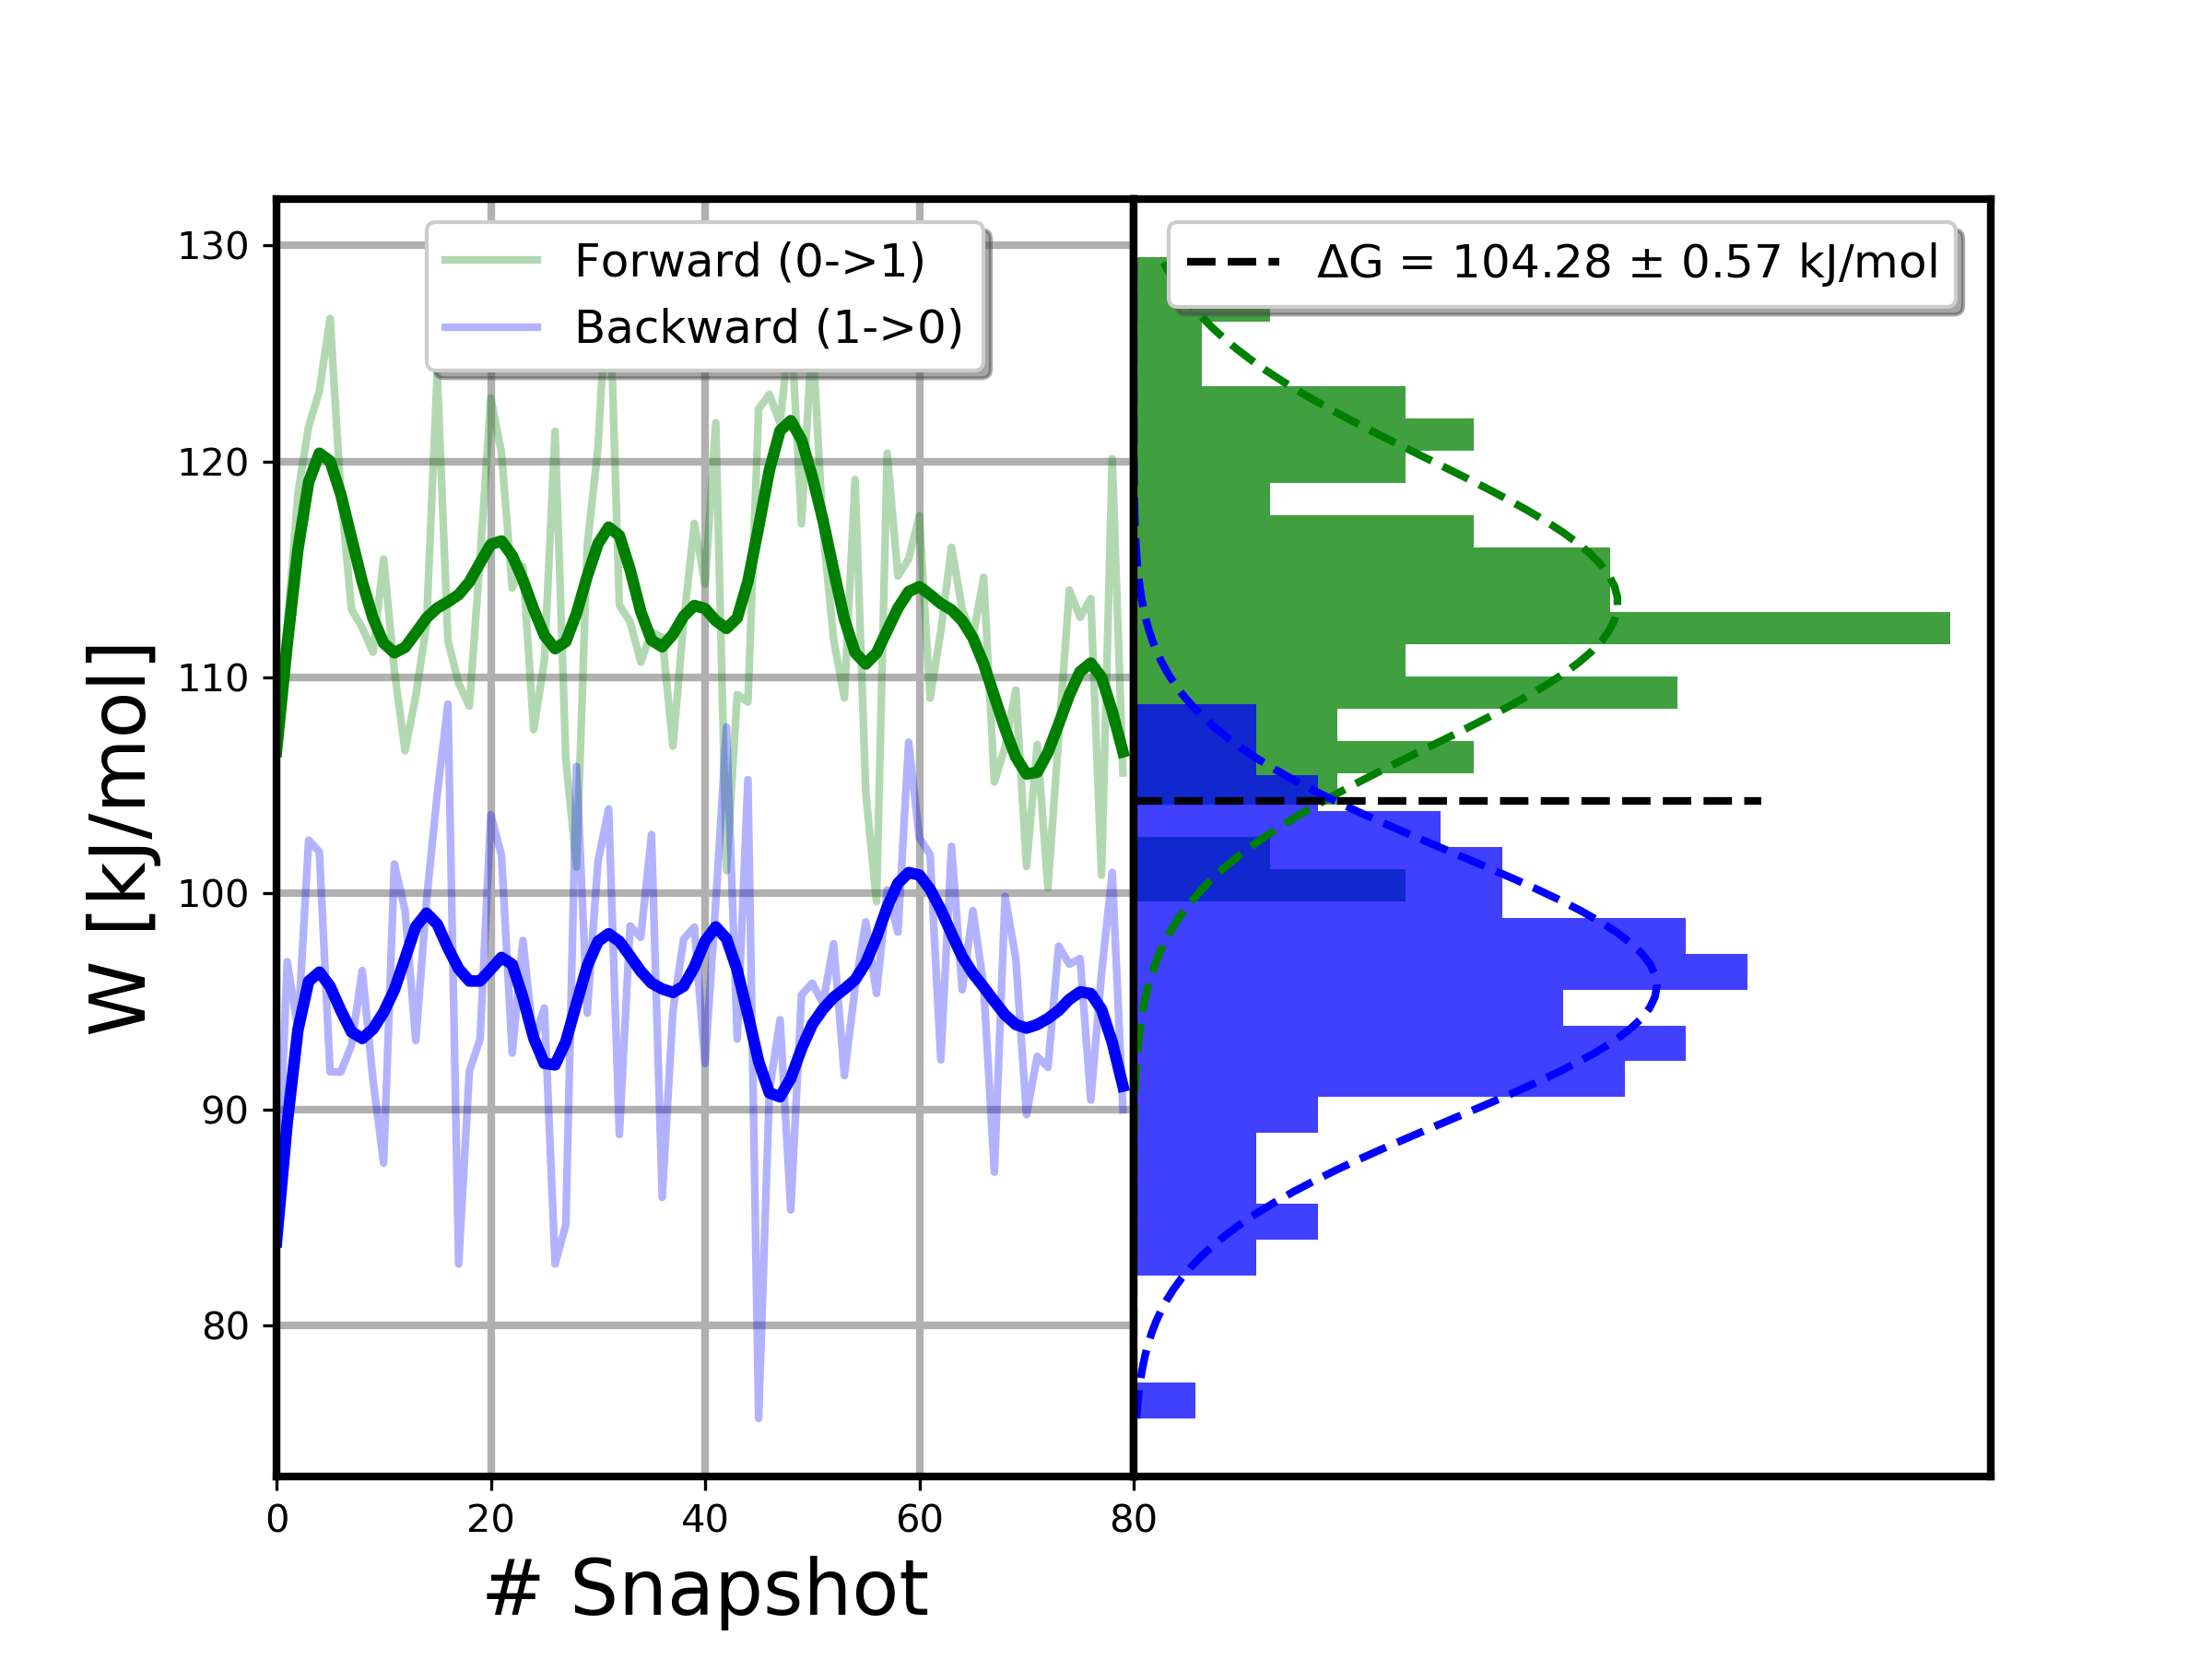 Forward (0->1)
Backward (1->0)
ΔG = 104.28 ± 0.57 kJ/mol
W [kJ/mol]
130
120
110
100
90
80
0 20 40 60 80
# Snapshot